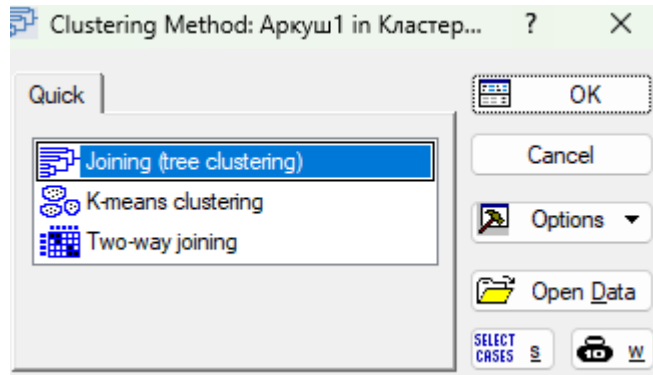 Clustering Method: Аркуш1 in Кластер... ? ×
Quick
OK
Joining (tree clustering)
Cancel
K-means clustering
Two-way joining
Options
Open Data
SELECT CASES S
10 W